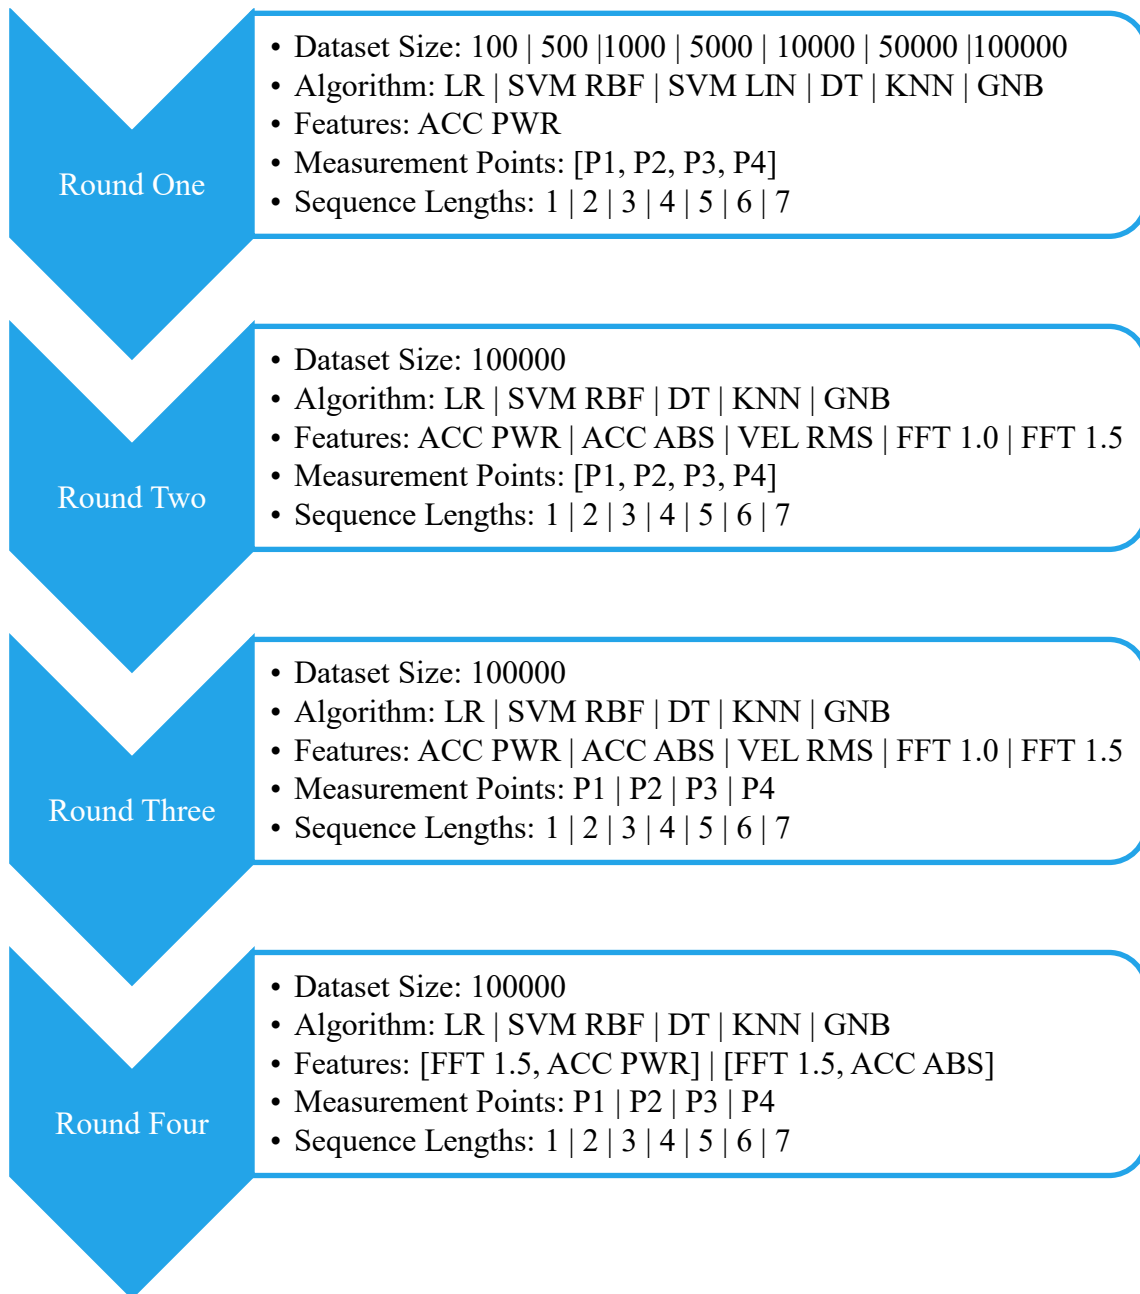 Round One
• Dataset Size: 100 | 500 |1000 | 5000 | 10000 | 50000 |100000
• Algorithm: LR | SVM RBF | SVM LIN | DT | KNN | GNB
• Features: ACC PWR
• Measurement Points: [P1, P2, P3, P4]
• Sequence Lengths: 1 | 2 | 3 | 4 | 5 | 6 | 7
Round Two
• Dataset Size: 100000
• Algorithm: LR | SVM RBF | DT | KNN | GNB
• Features: ACC PWR | ACC ABS | VEL RMS | FFT 1.0 | FFT 1.5
• Measurement Points: [P1, P2, P3, P4]
• Sequence Lengths: 1 | 2 | 3 | 4 | 5 | 6 | 7
Round Three
• Dataset Size: 100000
• Algorithm: LR | SVM RBF | DT | KNN | GNB
• Features: ACC PWR | ACC ABS | VEL RMS | FFT 1.0 | FFT 1.5
• Measurement Points: P1 | P2 | P3 | P4
• Sequence Lengths: 1 | 2 | 3 | 4 | 5 | 6 | 7
Round Four
• Dataset Size: 100000
• Algorithm: LR | SVM RBF | DT | KNN | GNB
• Features: [FFT 1.5, ACC PWR] | [FFT 1.5, ACC ABS]
• Measurement Points: P1 | P2 | P3 | P4
• Sequence Lengths: 1 | 2 | 3 | 4 | 5 | 6 | 7